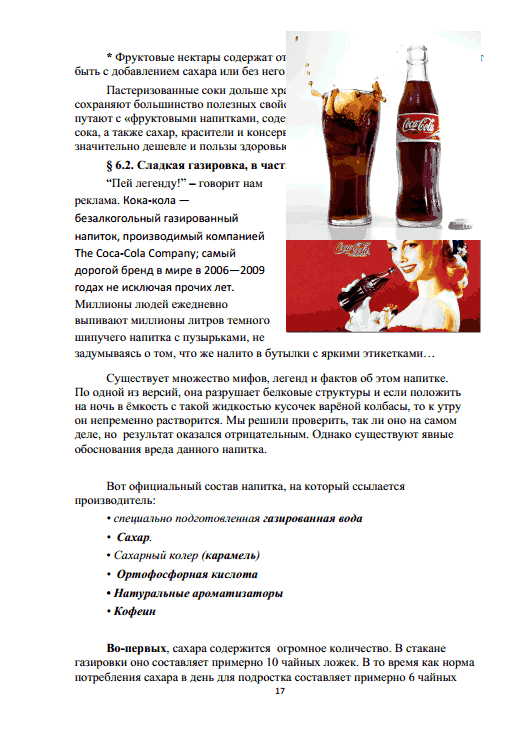 * Фруктовые нектары содержат от
быть с добавлением сахара или без него
Пастеризованные соки дольше хра
сохраняют большинство полезных свойс
путают с «фруктовыми напитками, соде
сока, а также сахар, красители и консерв
значительно дешевле и пользы здоровью
§ 6.2. Сладкая газировка, в част
“Пей легенду!” – говорит нам
реклама. Кока-кола —
безалкогольный газированный
напиток, производимый компанией
The Coca-Cola Company; самый
дорогой бренд в мире в 2006—2009
годах не исключая прочих лет.
Миллионы людей ежедневно
выпивают миллионы литров темного
шипучего напитка с пузырьками, не
задумываясь о том, что же налито в бутылки с яркими этикетками…
Coca-Cola
Coca-Cola
Существует множество мифов, легенд и фактов об этом напитке.
По одной из версий, она разрушает белковые структуры и если положить
на ночь в ёмкость с такой жидкостью кусочек варёной колбасы, то к утру
он непременно растворится. Мы решили проверить, так ли оно на самом
деле, но результат оказался отрицательным. Однако существуют явные
обоснования вреда данного напитка.
Вот официальный состав напитка, на который ссылается
производитель:
• специально подготовленная газированная вода
• Сахар.
• Сахарный колер (карамель)
• Ортофосфорная кислота
• Натуральные ароматизаторы
• Кофеин
Во-первых, сахара содержится огромное количество. В стакане
газировки оно составляет примерно 10 чайных ложек. В то время как норма
потребления сахара в день для подростка составляет примерно 6 чайных
17